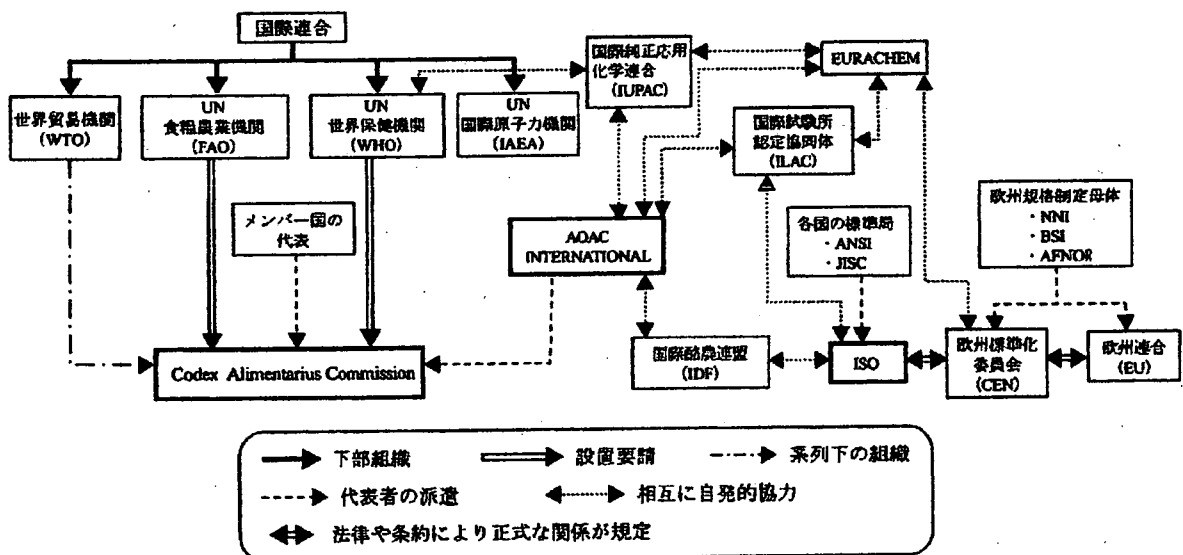 国際連合
世界貿易機関
(WTO)
UN
食糧農業機関
(FAO)
UN
世界保健機関
(WHO)
UN
国際原子力機関
(IAEA)
国際純正応用
化学連合
(IUPAC)
EURACHEM
国際試験所
認定協同体
(ILAC)
メンバー国の
代表
AOAC
INTERNATIONAL
各国の標準局
・ANSI
・JISC
欧州規格制定母体
・NNI
・BSI
・AFNOR
Codex Alimentarius Commission
国際酪農連盟
(IDF)
ISO
欧州標準化
委員会
(CEN)
欧州連合
(EU)
下部組織
設置要請
系列下の組織
代表者の派遣
相互に自発的協力
法律や条約により正式な関係が規定